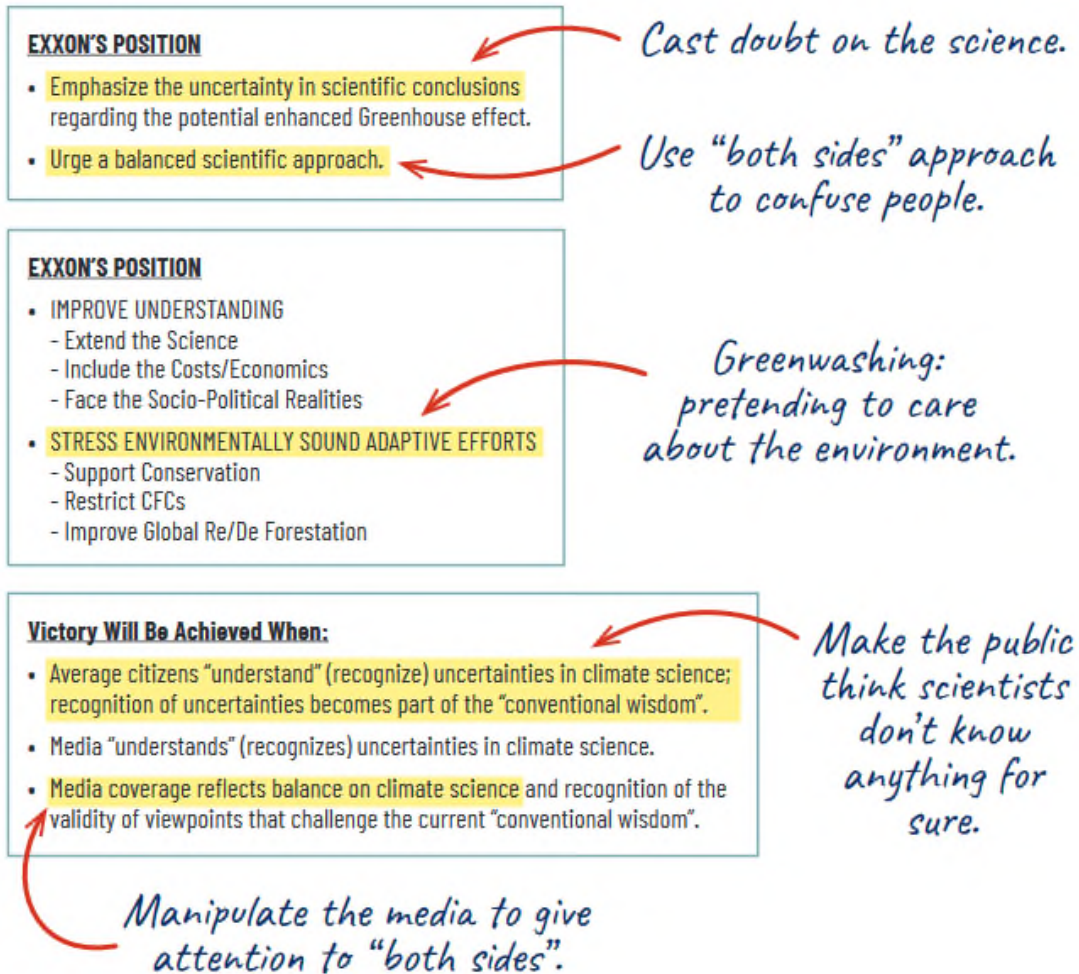 EXXON'S POSITION
• Emphasize the uncertainty in scientific conclusions
regarding the potential enhanced Greenhouse effect.
• Urge a balanced scientific approach.
Cast doubt on the science.
Use “both sides” approach
to confuse people.
EXXON'S POSITION
• IMPROVE UNDERSTANDING
- Extend the Science
- Include the Costs/Economics
- Face the Socio-Political Realities
• STRESS ENVIRONMENTALLY SOUND ADAPTIVE EFFORTS
- Support Conservation
- Restrict CFCs
- Improve Global Re/De Forestation
Greenwashing:
pretending to care
about the environment.
Victory Will Be Achieved When:
• Average citizens “understand” (recognize) uncertainties in climate science;
recognition of uncertainties becomes part of the “conventional wisdom”.
• Media “understands” (recognizes) uncertainties in climate science.
• Media coverage reflects balance on climate science and recognition of the
validity of viewpoints that challenge the current “conventional wisdom”.
Make the public
think scientists
don't know
anything for
sure.
Manipulate the media to give
attention to “both sides”.